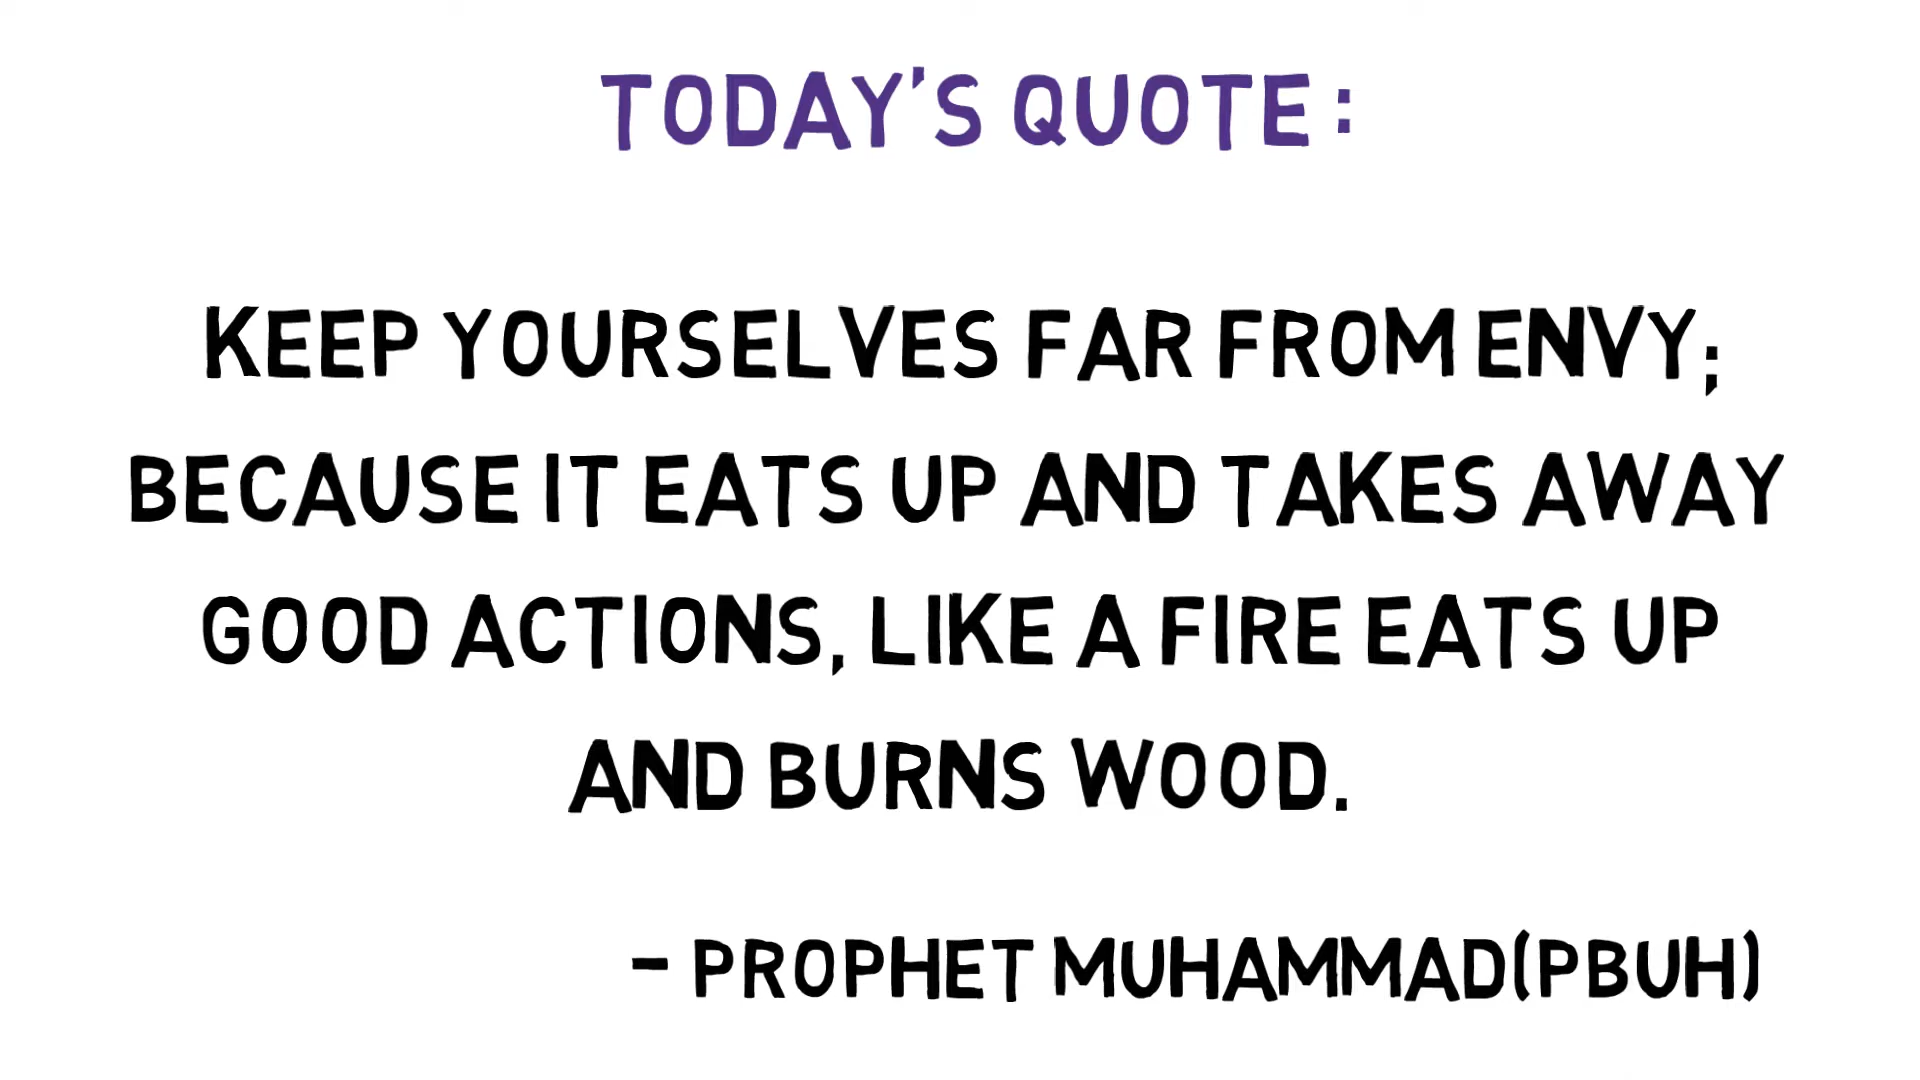 TODAY'S QUOTE:
KEEP YOURSELVES FAR FROM ENVY;
BECAUSE IT EATS UP AND TAKES AWAY
GOOD ACTIONS, LIKE A FIRE EATS UP
AND BURNS WOOD.
- PROPHET MUHAMMAD(PBUH)